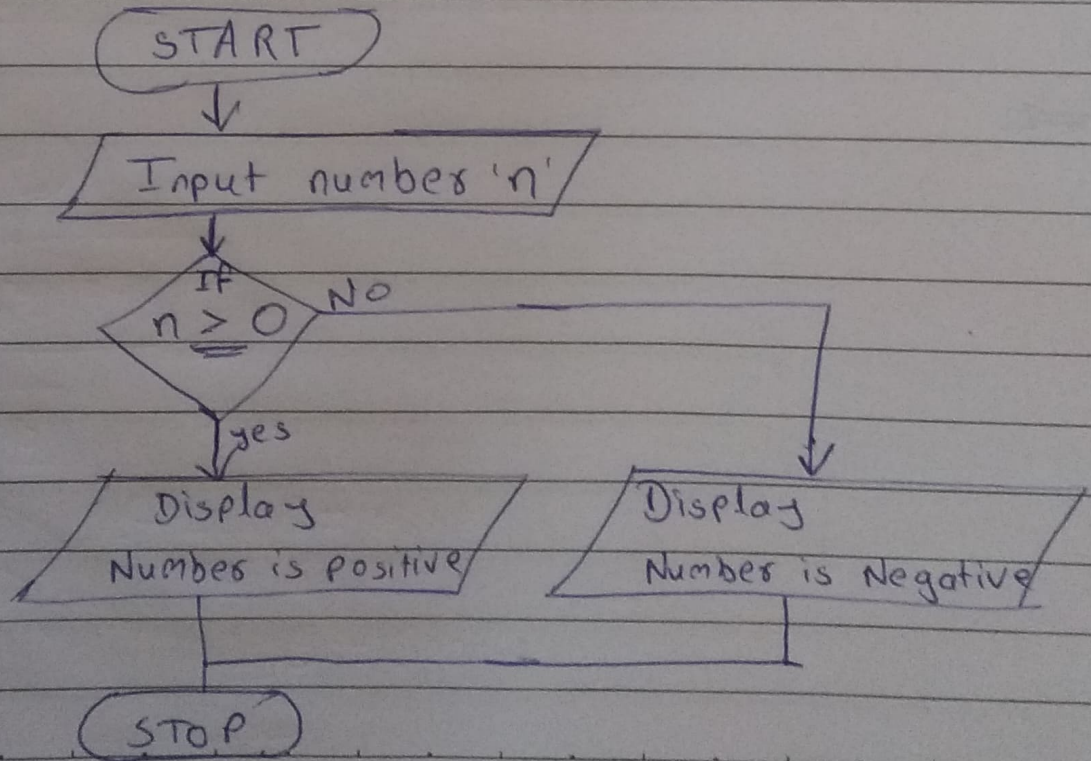 START
Input number 'n'
If
n ≥ 0
NO
yes
Display
Number is positive
Display
Number is Negative
STOP